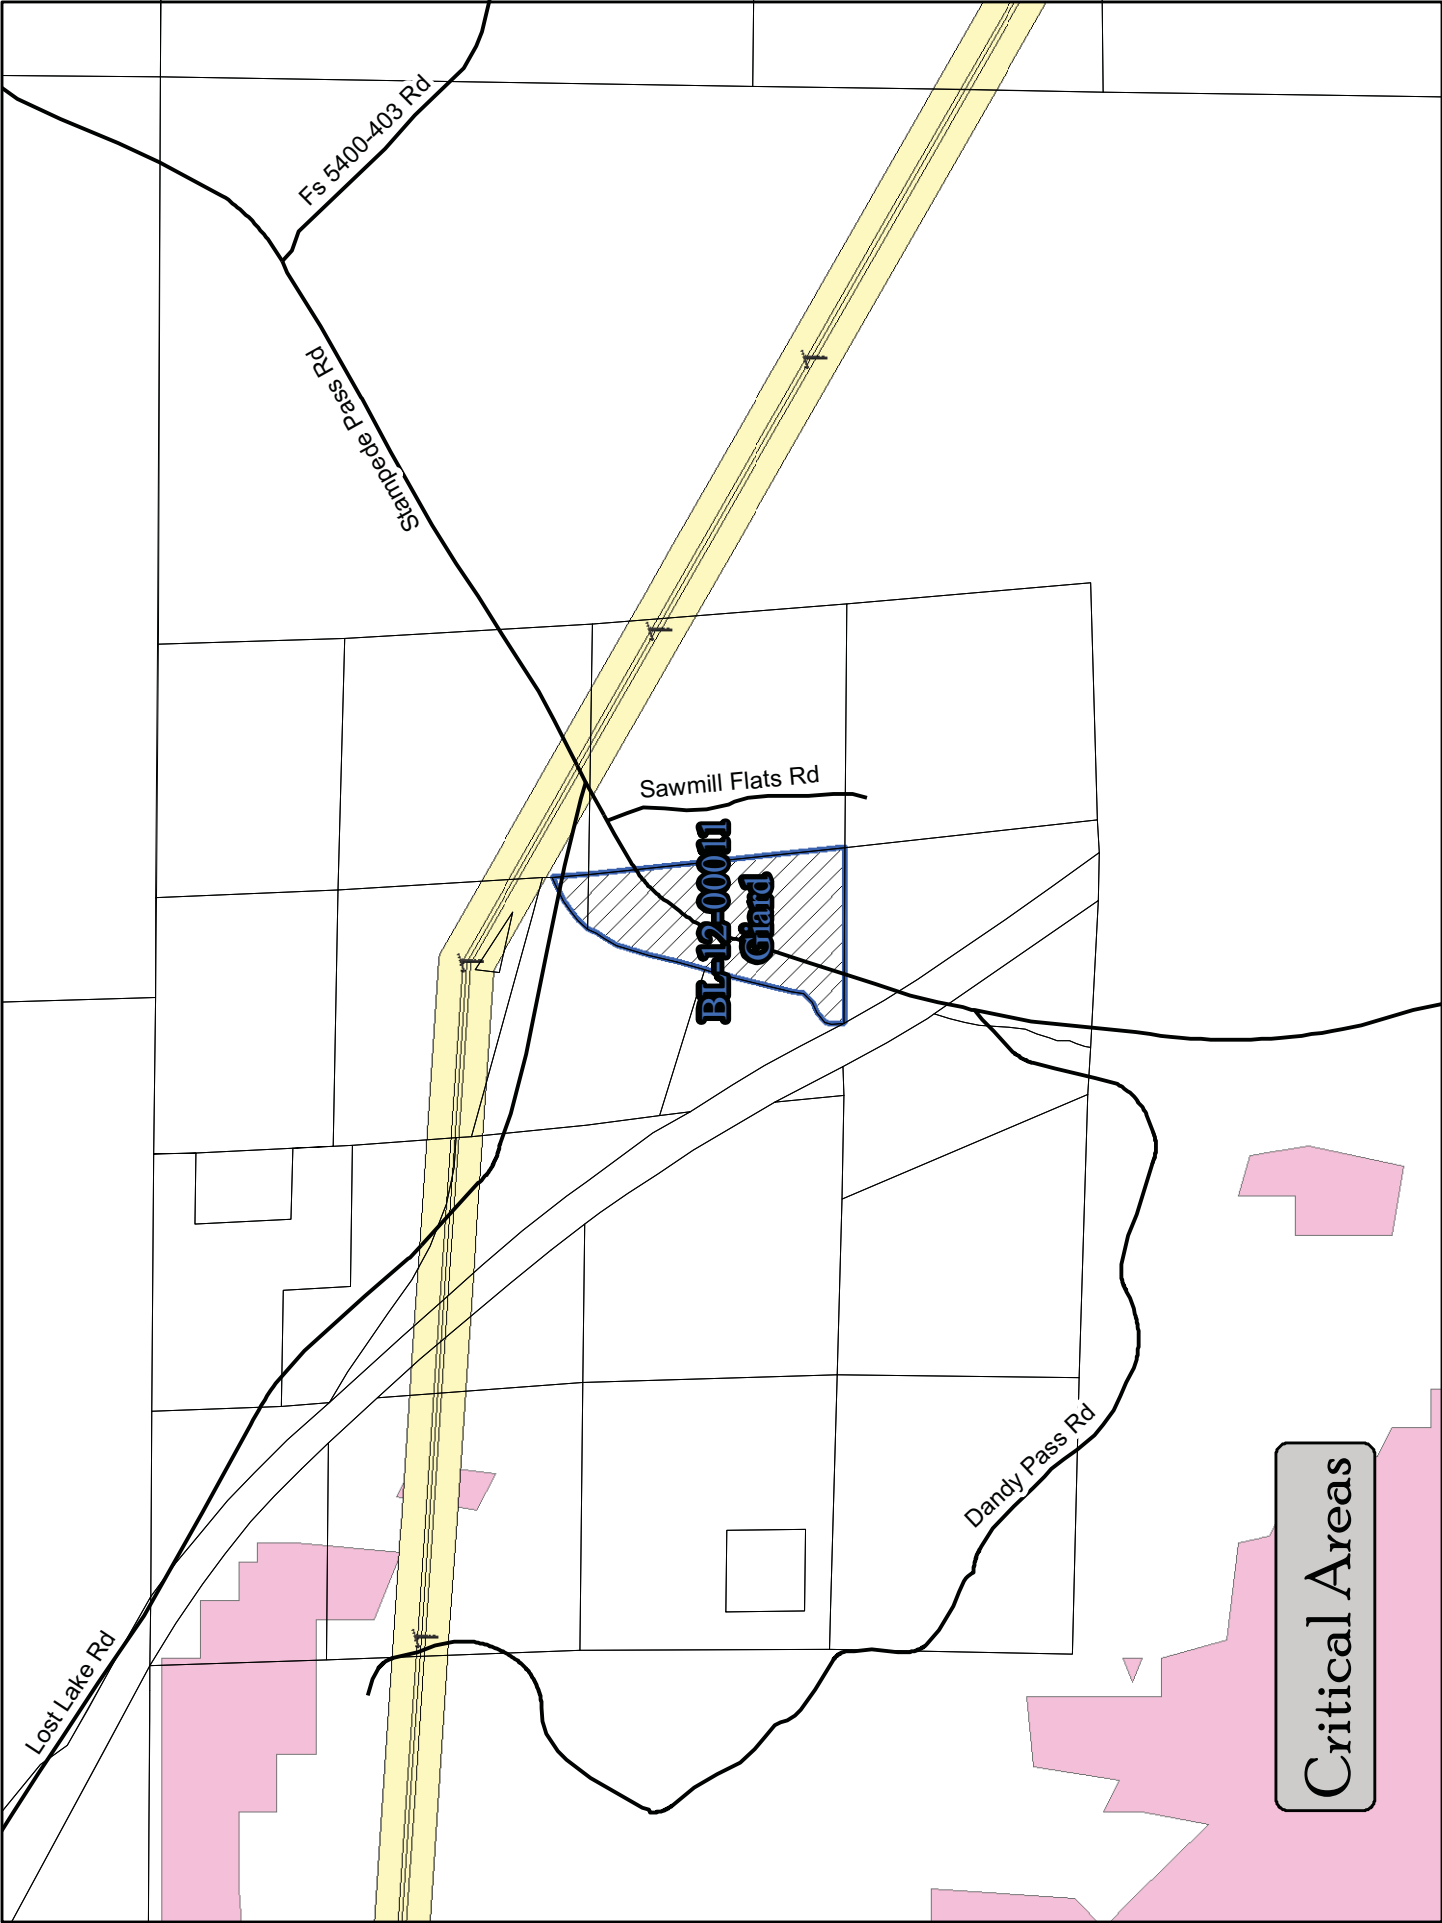 Fs 5400-403 Rd
Stampede Pass Rd
Sawmill Flats Rd
BL-12-00011
Giard
Dandy Pass Rd
Lost Lake Rd
Critical Areas